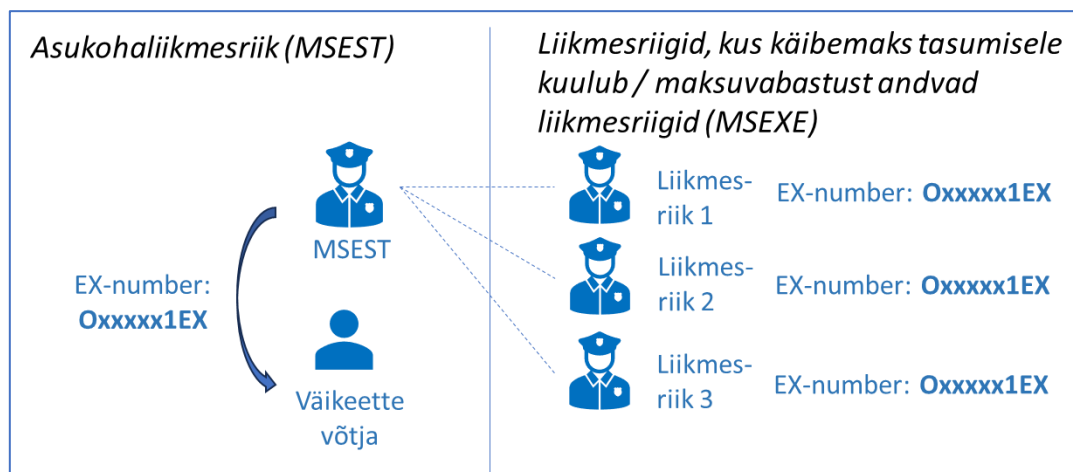 Asukohaliikmesriik (MSEST)
MSEST
EX-number:
Oxxxxx1EX
Väikeette
võtja
Liikmesriigid, kus käibemaks tasumisele
kuulub / maksuvabastust andvad
liikmesriigid (MSEXE)
Liikmes-
riik 1
EX-number: Oxxxxx1EX
Liikmes-
riik 2
EX-number: Oxxxxx1EX
Liikmes-
riik 3
EX-number: Oxxxxx1EX